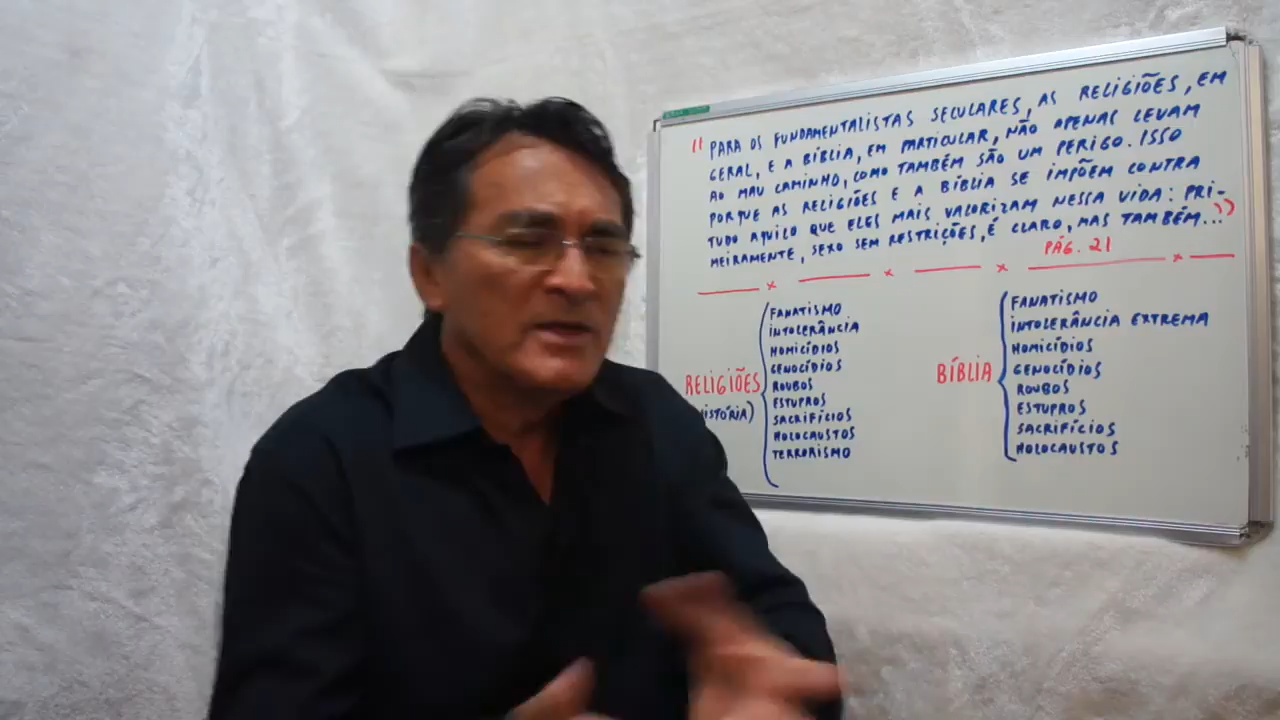 "PARA OS FUNDAMENTALISTAS SECULARES, AS RELIGIÕES, EM
GERAL, E A BÍBLIA, EM PARTICULAR, NÃO APENAS LEVAM
AO MAU CAMINHO, COMO TAMBÉM SÃO UM PERIGO. ISSO
PORQUE AS RELIGIÕES E A BÍBLIA SE IMPÕEM CONTRA
TUDO AQUILO QUE ELES MAIS VALORIZAM NESSA VIDA: PRI-
MEIRAMENTE, SEXO SEM RESTRIÇÕES, É CLARO, MAS TAMBÉM..."
PÁG. 21
RELIGIÕES
HISTÓRIA)
FANATISMO
INTOLERÂNCIA
HOMICÍDIOS
GENOCÍDIOS
ROUBOS
ESTUPROS
SACRIFÍCIOS
HOLOCAUSTOS
TERRORISMO
BÍBLIA
FANATISMO
INTOLERÂNCIA EXTREMA
HOMICÍDIOS
GENOCÍDIOS
ROUBOS
ESTUPROS
SACRIFÍCIOS
HOLOCAUSTOS